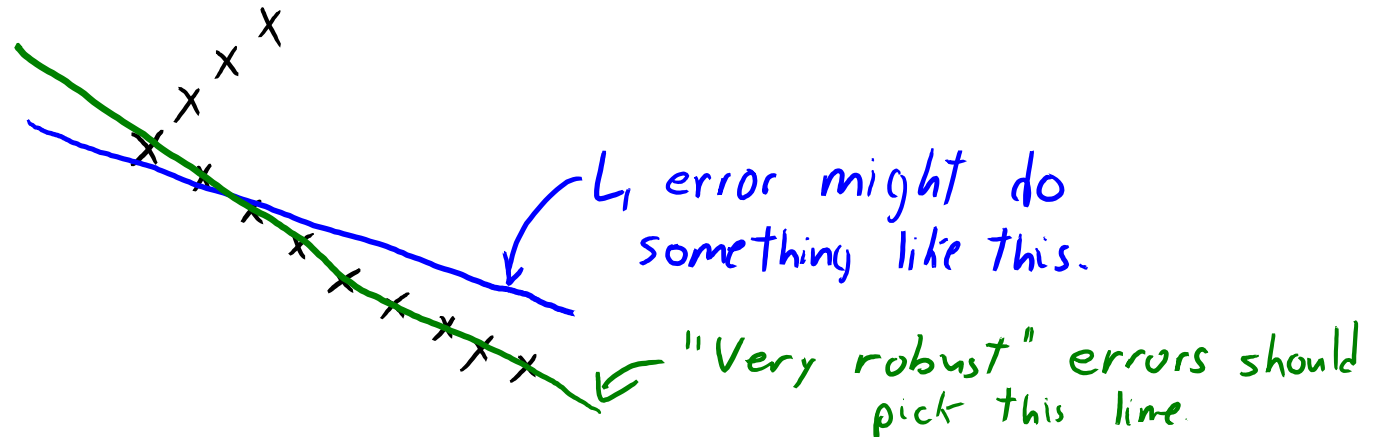 L₁ error might do
something like this.
"Very robust" errors should
pick this line.